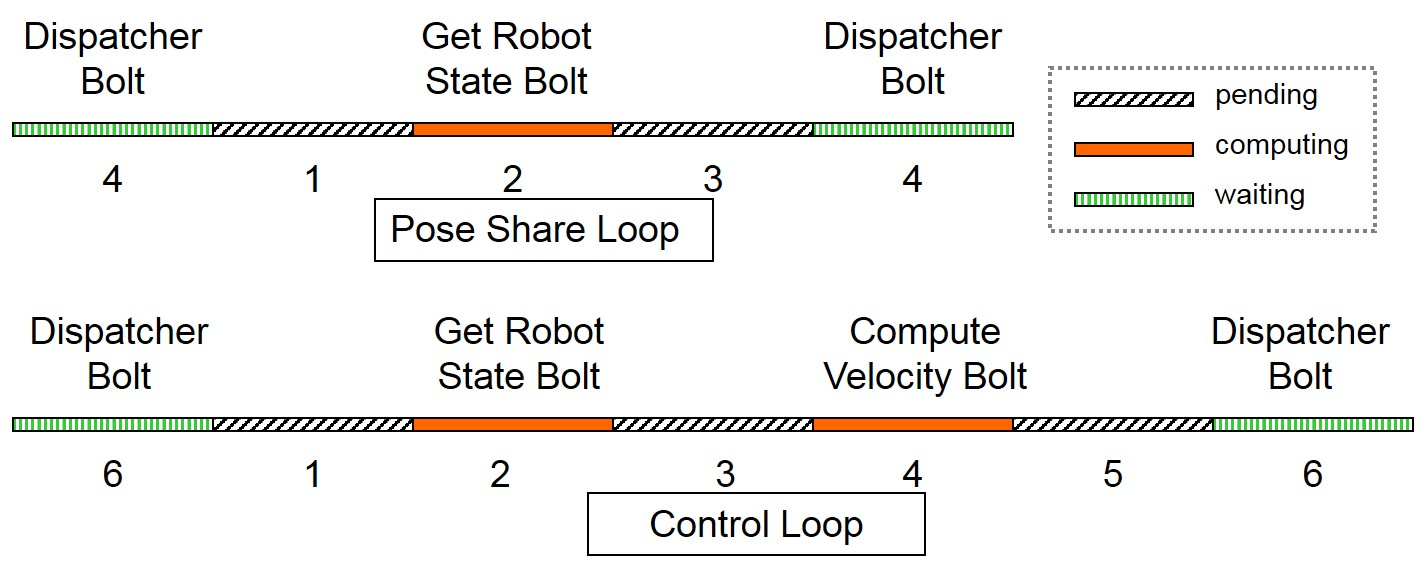 Dispatcher
Bolt
Get Robot
State Bolt
Dispatcher
Bolt
pending
computing
waiting
4 1 2 3 4
Pose Share Loop
Dispatcher
Bolt
Get Robot
State Bolt
Compute
Velocity Bolt
Dispatcher
Bolt
6 1 2 3 4 5 6
Control Loop